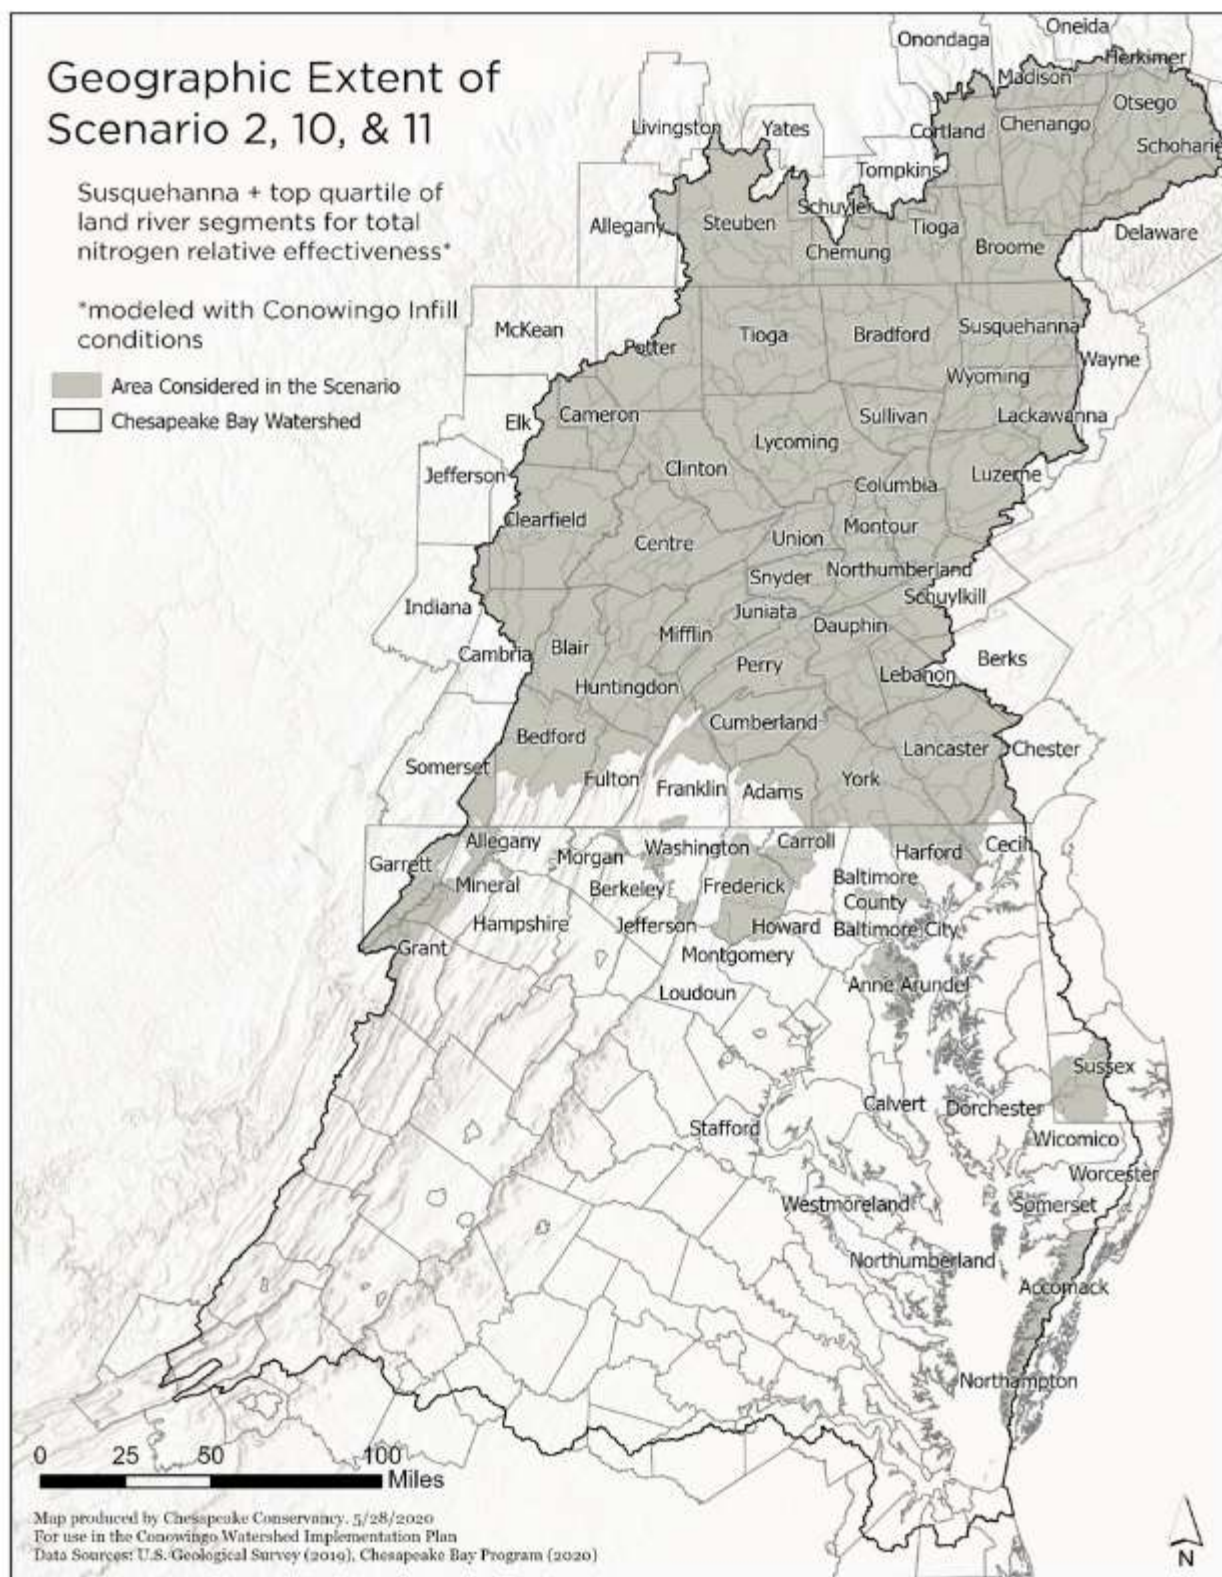 Geographic Extent of
Scenario 2, 10, & 11
Susquehanna + top quartile of
land river segments for total
nitrogen relative effectiveness*
*modeled with Conowingo Infill
conditions
Area Considered in the Scenario
Chesapeake Bay Watershed
Oneida
Onondaga
Herkimer
Madison
Otsego
Livingston
Yates
Cortland
Chenango
Schoharie
Tompkins
Schuyler
Allegany
Steuben
Tioga
Delaware
Chemung
Broome
McKean
Tioga
Bradford
Susquehanna
Potter
Wayne
Wyoming
Elk
Cameron
Sullivan
Lackawanna
Lycoming
Jefferson
Clinton
Columbia
Luzerne
Clearfield
Montour
Centre
Union
Snyder
Northumberland
Schuylkill
Indiana
Juniata
Dauphin
Mifflin
Blair
Cambria
Perry
Berks
Lebanon
Huntingdon
Cumberland
Bedford
Lancaster
Chester
Somerset
Fulton
Franklin
Adams
York
Allegany
Morgan
Washington
Carroll
Harford
Cecil
Garrett
Mineral
Berkeley
Frederick
Baltimore
County
Hampshire
Jefferson
Howard
Baltimore City
Grant
Montgomery
Loudoun
Anne Arundel
Sussex
Calvert
Dorchester
Stafford
Wicomico
Worcester
Westmoreland
Somerset
Northumberland
Accomack
Northampton
0 25 50 100
Miles
Map produced by Chesapeake Conservancy. 5/28/2020
For use in the Conowingo Watershed Implementation Plan
Data Sources: U.S. Geological Survey (2019), Chesapeake Bay Program (2020)
N